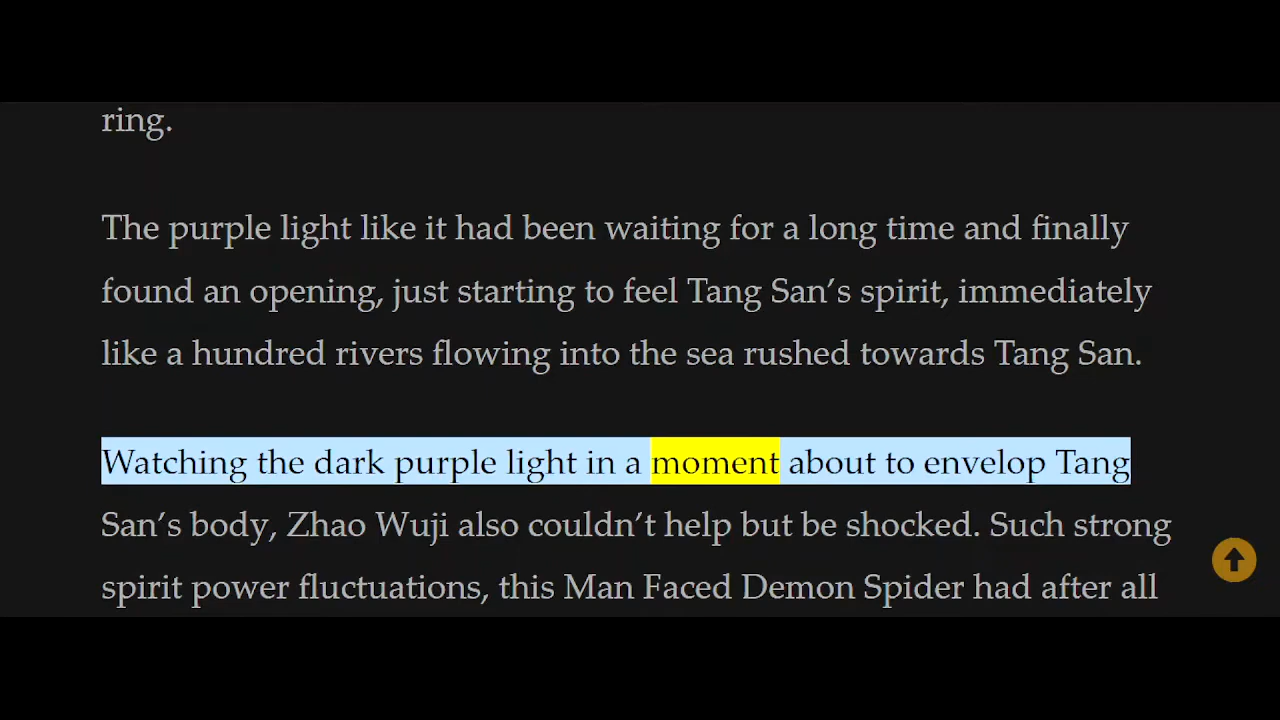 ring.
The purple light like it had been waiting for a long time and finally
found an opening, just starting to feel Tang San’s spirit, immediately
like a hundred rivers flowing into the sea rushed towards Tang San.
Watching the dark purple light in a moment about to envelop Tang
San’s body, Zhao Wuji also couldn’t help but be shocked. Such strong
spirit power fluctuations, this Man Faced Demon Spider had after all